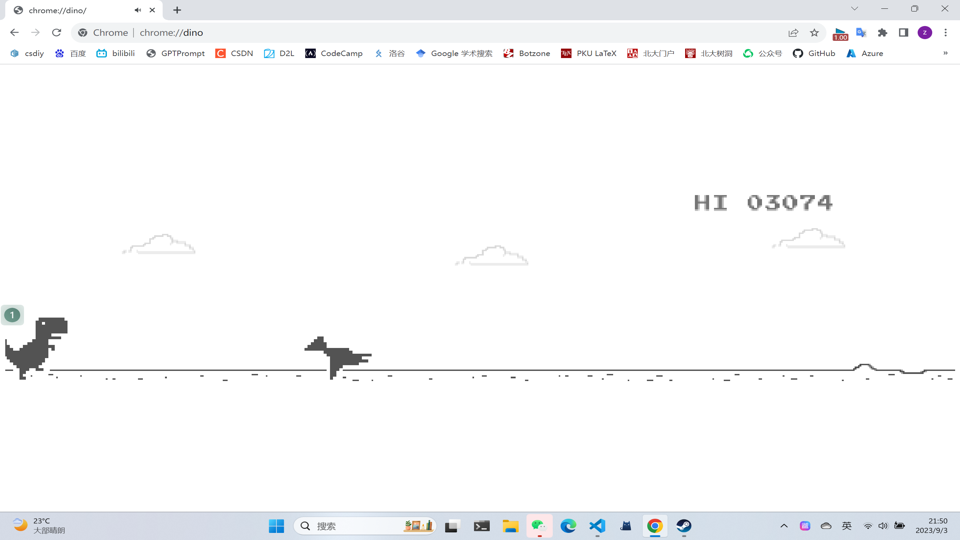 chrome://dino/
Chrome | chrome://dino
1.00
z
csdiy 百度 bilibili GPTPrompt CSDN D2L CodeCamp 洛谷 Google 学术搜索 Botzone PKU LaTeX 北大门户 北大树洞 公众号 GitHub Azure »
HI 03074
1
23°C
大部晴朗
搜索
英
21:50
2023/9/3